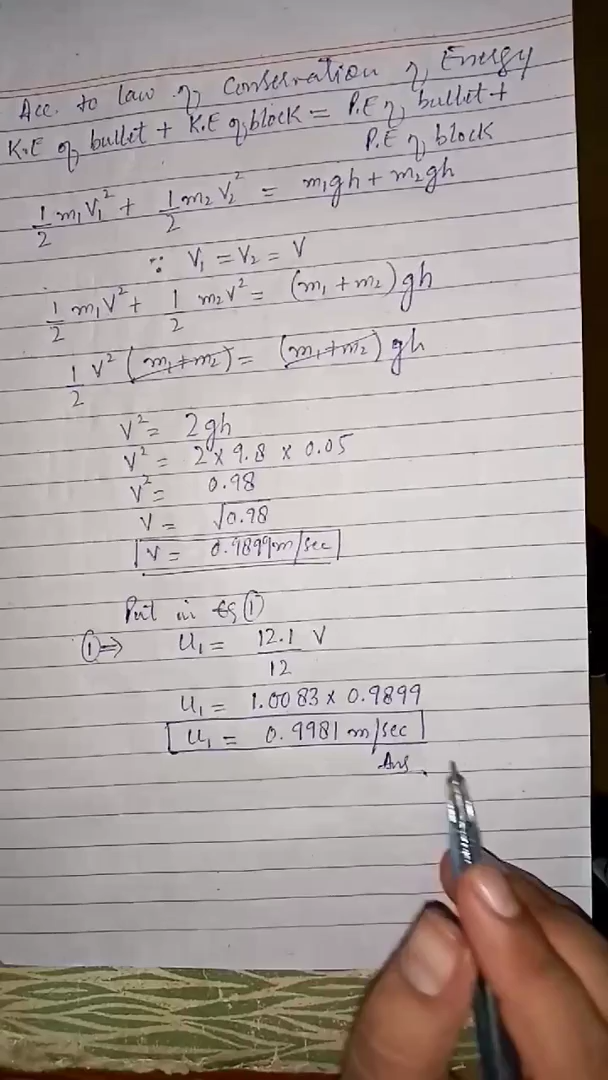 Acc. to law of Conservation of Energy
K.E of bullet + K.E of block = P.E of bullet +
P.E of block
1/2 m₁V₁² + 1/2 m₂V₂² = m₁gh + m₂gh
∵ V₁ = V₂ = V
1/2 m₁V² + 1/2 m₂V² = (m₁ + m₂) gh
1/2 V² (m₁+m₂) = (m₁+m₂) gh
V² = 2gh
V² = 2 x 9.8 x 0.05
V² = 0.98
V = √0.98
V = 0.9899m/sec
Put in eq ①
①⇒ U₁ = 12.1/12 V
U₁ = 1.0083 x 0.9899
U₁ = 0.9981 m/sec
Ans.